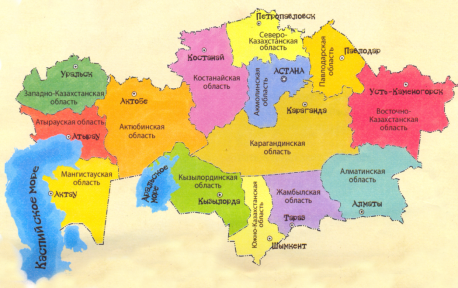 Петропавловск
Северо-
Казахстанская
область
Костанай
Павлодар
Павлодарская
область
Костанайская
область
Акмолинская
область
АСТАНА
Уральск
Западно-Казахстанская
область
Актобе
Караганда
Усть-Каменогорск
Восточно-
Казахстанская
область
Атырауская область
Атырау
Актюбинская
область
Карагандинская
область
Мангистауская
область
Актау
Каспийское море
Аральское
море
Кызылординская
область
Кызылорда
Южно-Казахстанская
область
Шымкент
Жамбылская
область
Тараз
Алматинская
область
Алматы